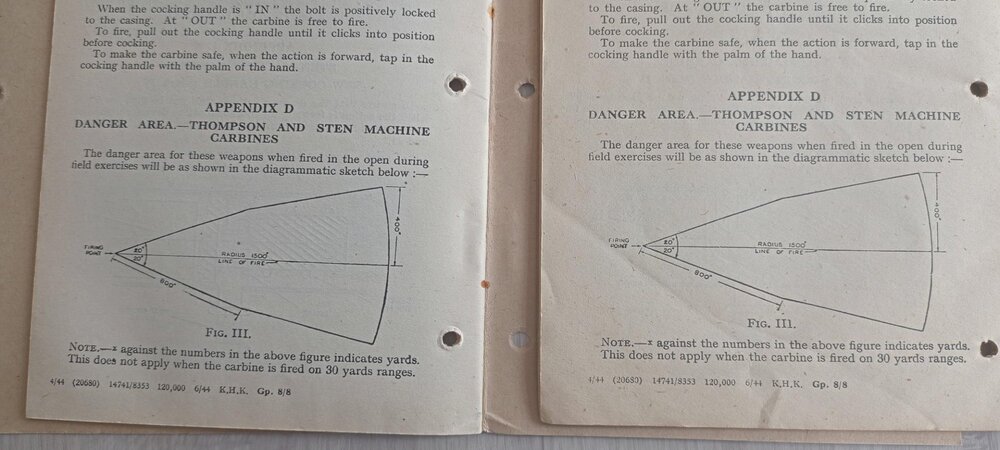 When the cocking handle is " IN " the bolt is positively locked
to the casing. At " OUT " the carbine is free to fire.
To fire, pull out the cocking handle until it clicks into position
before cocking.
To make the carbine safe, when the action is forward, tap in the
cocking handle with the palm of the hand.
APPENDIX D
DANGER AREA.—THOMPSON AND STEN MACHINE
CARBINES
The danger area for these weapons when fired in the open during
field exercises will be as shown in the diagrammatic sketch below :—
400ˣ
FIRING
POINT
20°
20°
RADIUS 1500ˣ
LINE OF FIRE
800ˣ
FIG. III.
NOTE.—ˣ against the numbers in the above figure indicates yards.
This does not apply when the carbine is fired on 30 yards ranges.
4/44 (20680) 14741/8353 120,000 6/44 K.H.K. Gp. 8/8
to the casing. At " OUT " the carbine is free to fire.
To fire, pull out the cocking handle until it clicks into position
before cocking.
To make the carbine safe, when the action is forward, tap in the
cocking handle with the palm of the hand.
APPENDIX D
DANGER AREA.—THOMPSON AND STEN MACHINE
CARBINES
The danger area for these weapons when fired in the open during
field exercises will be as shown in the diagrammatic sketch below :—
400ˣ
FIRING
POINT
20°
20°
RADIUS 1500ˣ
LINE OF FIRE
800ˣ
FIG. III.
NOTE.—ˣ against the numbers in the above figure indicates yards.
This does not apply when the carbine is fired on 30 yards ranges.
4/44 (20680) 14741/8353 120,000 6/44 K.H.K. Gp. 8/8